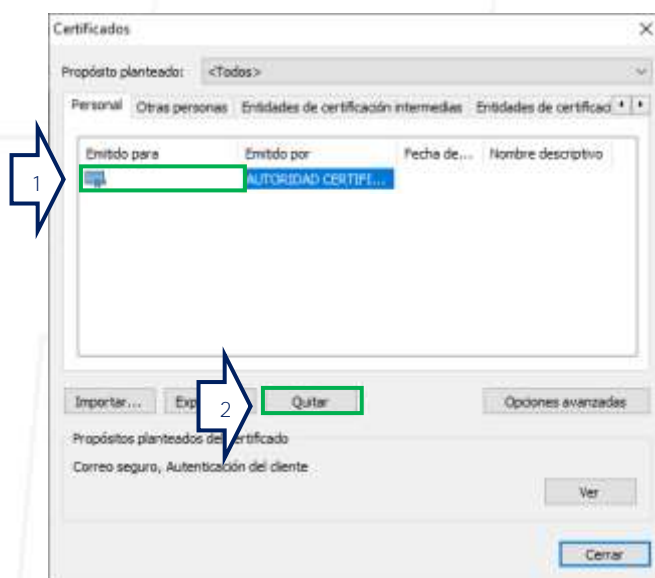 Certificados
Propósito planteado: <Todos>
Personal Otras personas Entidades de certificación intermedias Entidades de certificaci
Emitido para Emitido por Fecha de... Nombre descriptivo
1
AUTORIDAD CERTIFI...
Importar... Exp Quitar Opciones avanzadas
2
Propósitos planteados del certificado
Correo seguro, Autenticación del cliente
Ver
Cerrar